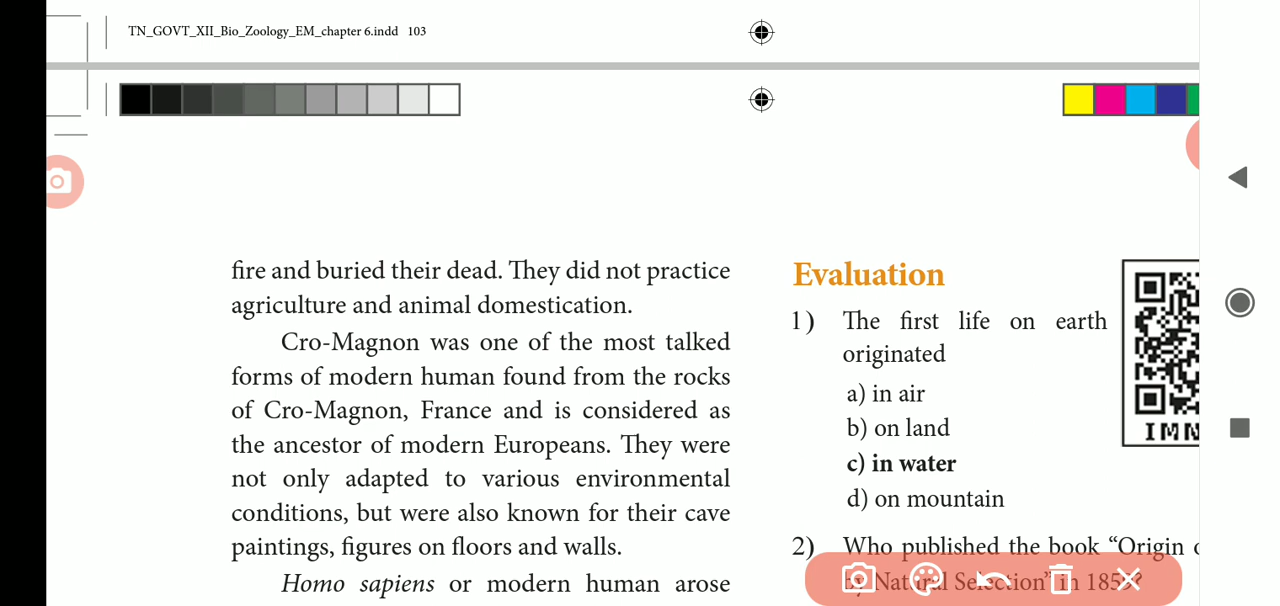 TN_GOVT_XII_Bio_Zoology_EM_chapter 6.indd 103
fire and buried their dead. They did not practice
agriculture and animal domestication.
Cro-Magnon was one of the most talked
forms of modern human found from the rocks
of Cro-Magnon, France and is considered as
the ancestor of modern Europeans. They were
not only adapted to various environmental
conditions, but were also known for their cave
paintings, figures on floors and walls.
Homo sapiens or modern human arose
Evaluation
1) The first life on earth
originated
a) in air
b) on land
c) in water
d) on mountain
IMN
2) Who published the book “Origin
by Natural Selection” in 1859?